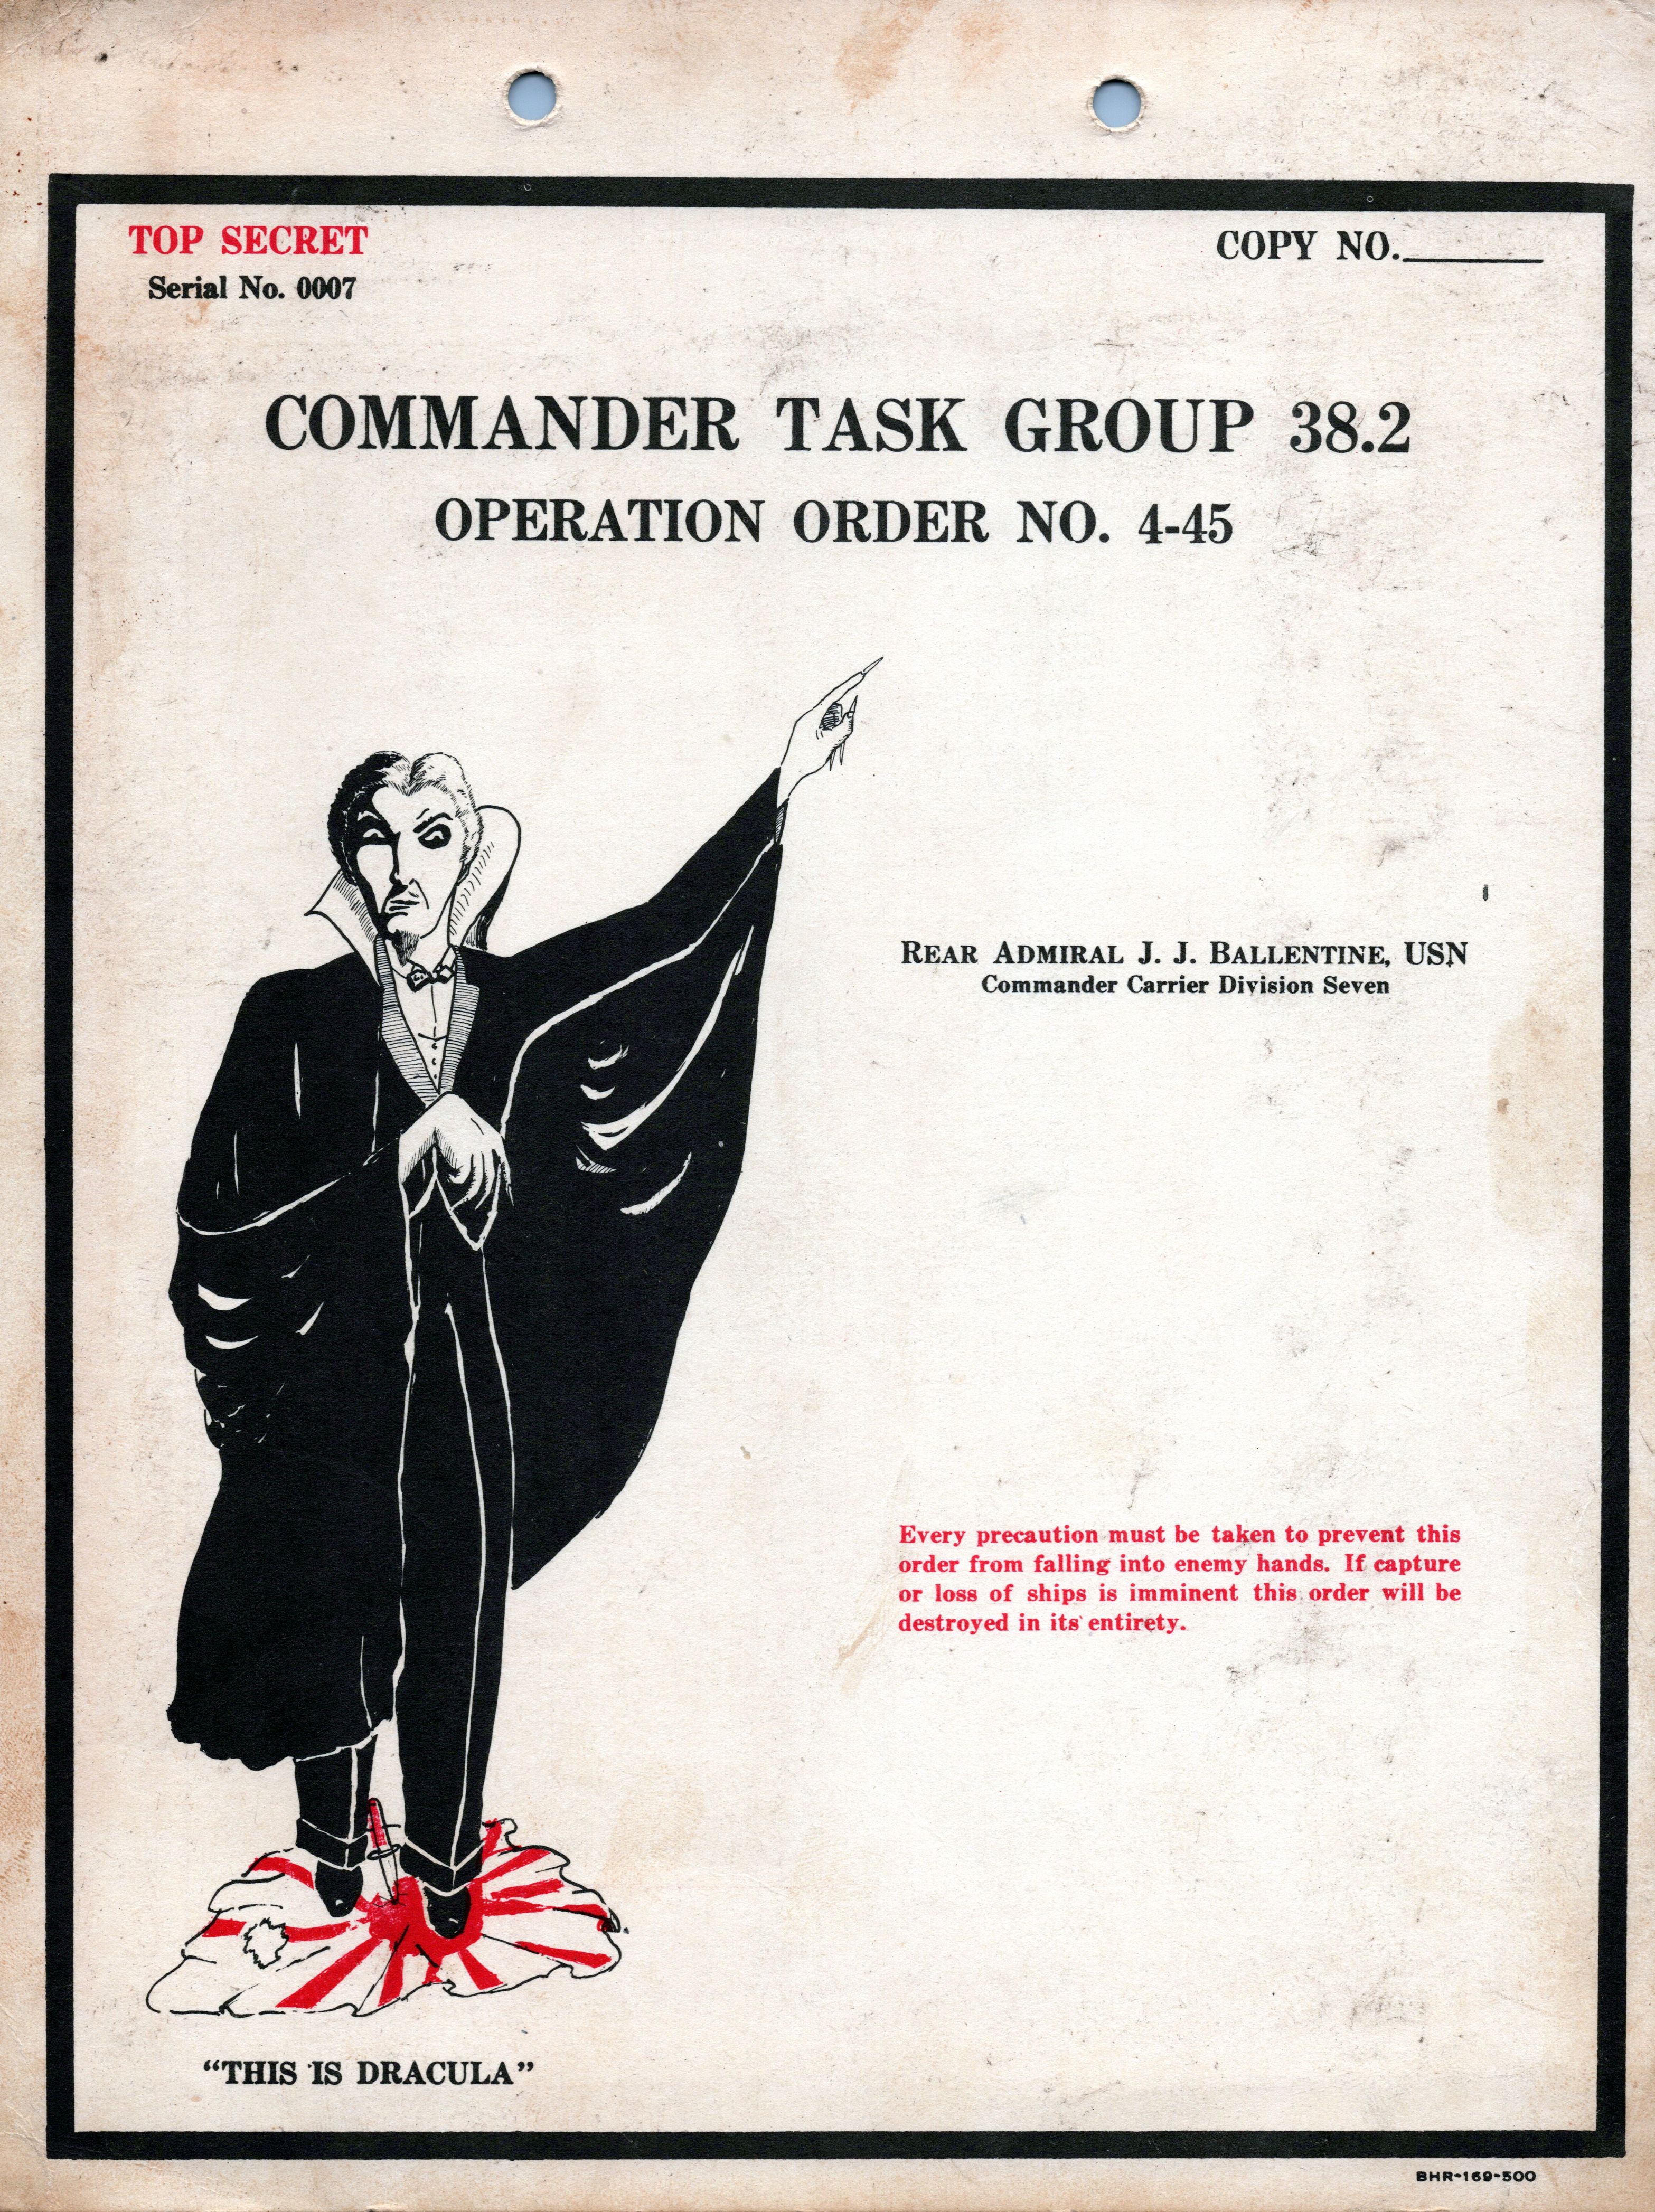 TOP SECRET
COPY NO.
Serial No. 0007
COMMANDER TASK GROUP 38.2
OPERATION ORDER NO. 4-45
REAR ADMIRAL J. J. BALLENTINE, USN
Commander Carrier Division Seven
Every precaution must be taken to prevent this
order from falling into enemy hands. If capture
or loss of ships is imminent this order will be
destroyed in its entirety.
“THIS IS DRACULA”
BHR-169-500